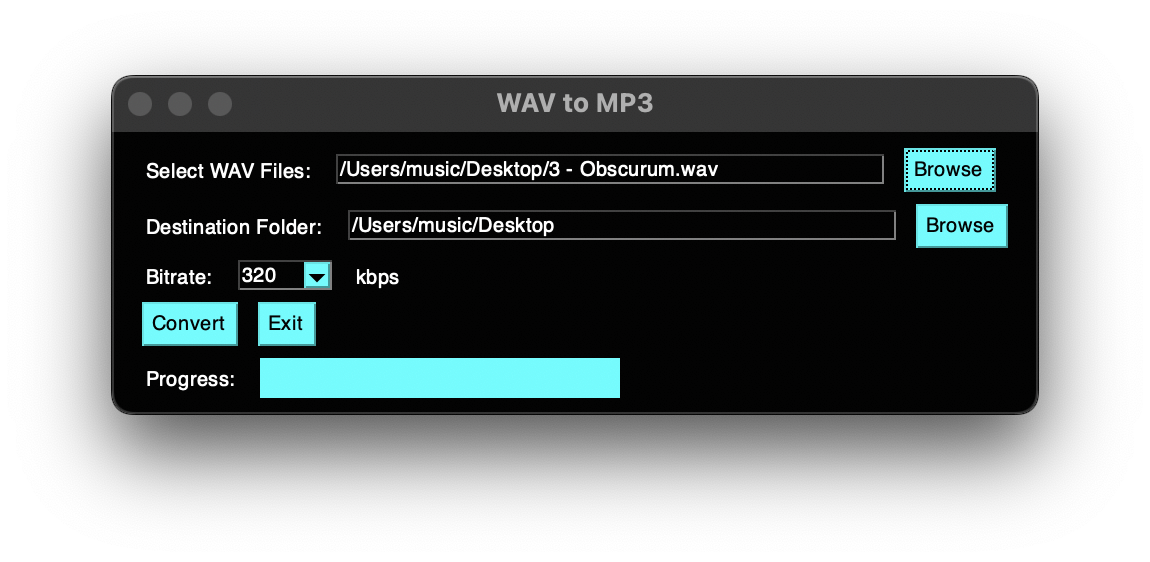 WAV to MP3
Select WAV Files: /Users/music/Desktop/3 - Obscurum.wav Browse
Destination Folder: /Users/music/Desktop Browse
Bitrate: 320 kbps
Convert Exit
Progress: